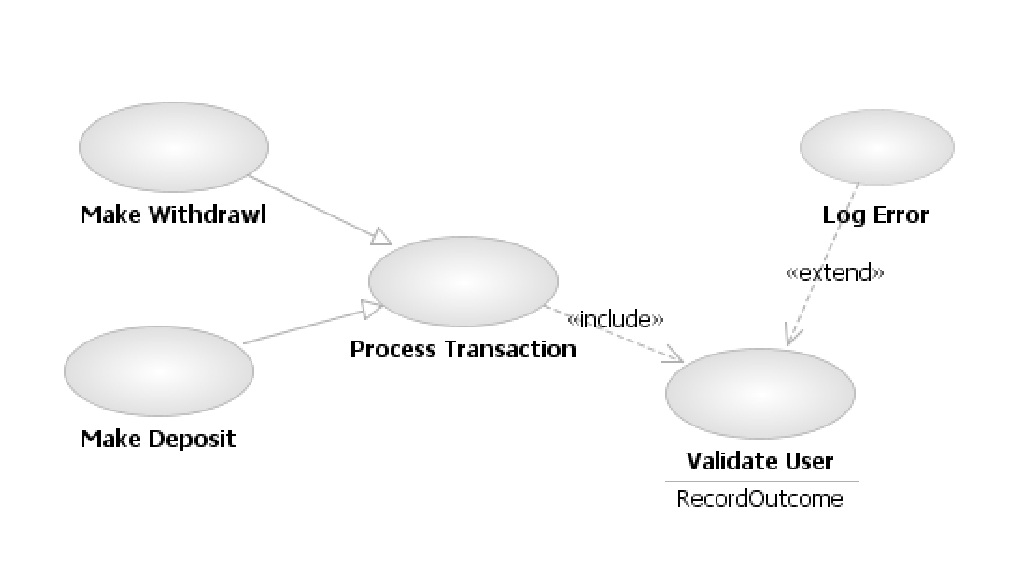 Make Withdrawl
Log Error
«extend»
«include»
Process Transaction
Make Deposit
Validate User
RecordOutcome